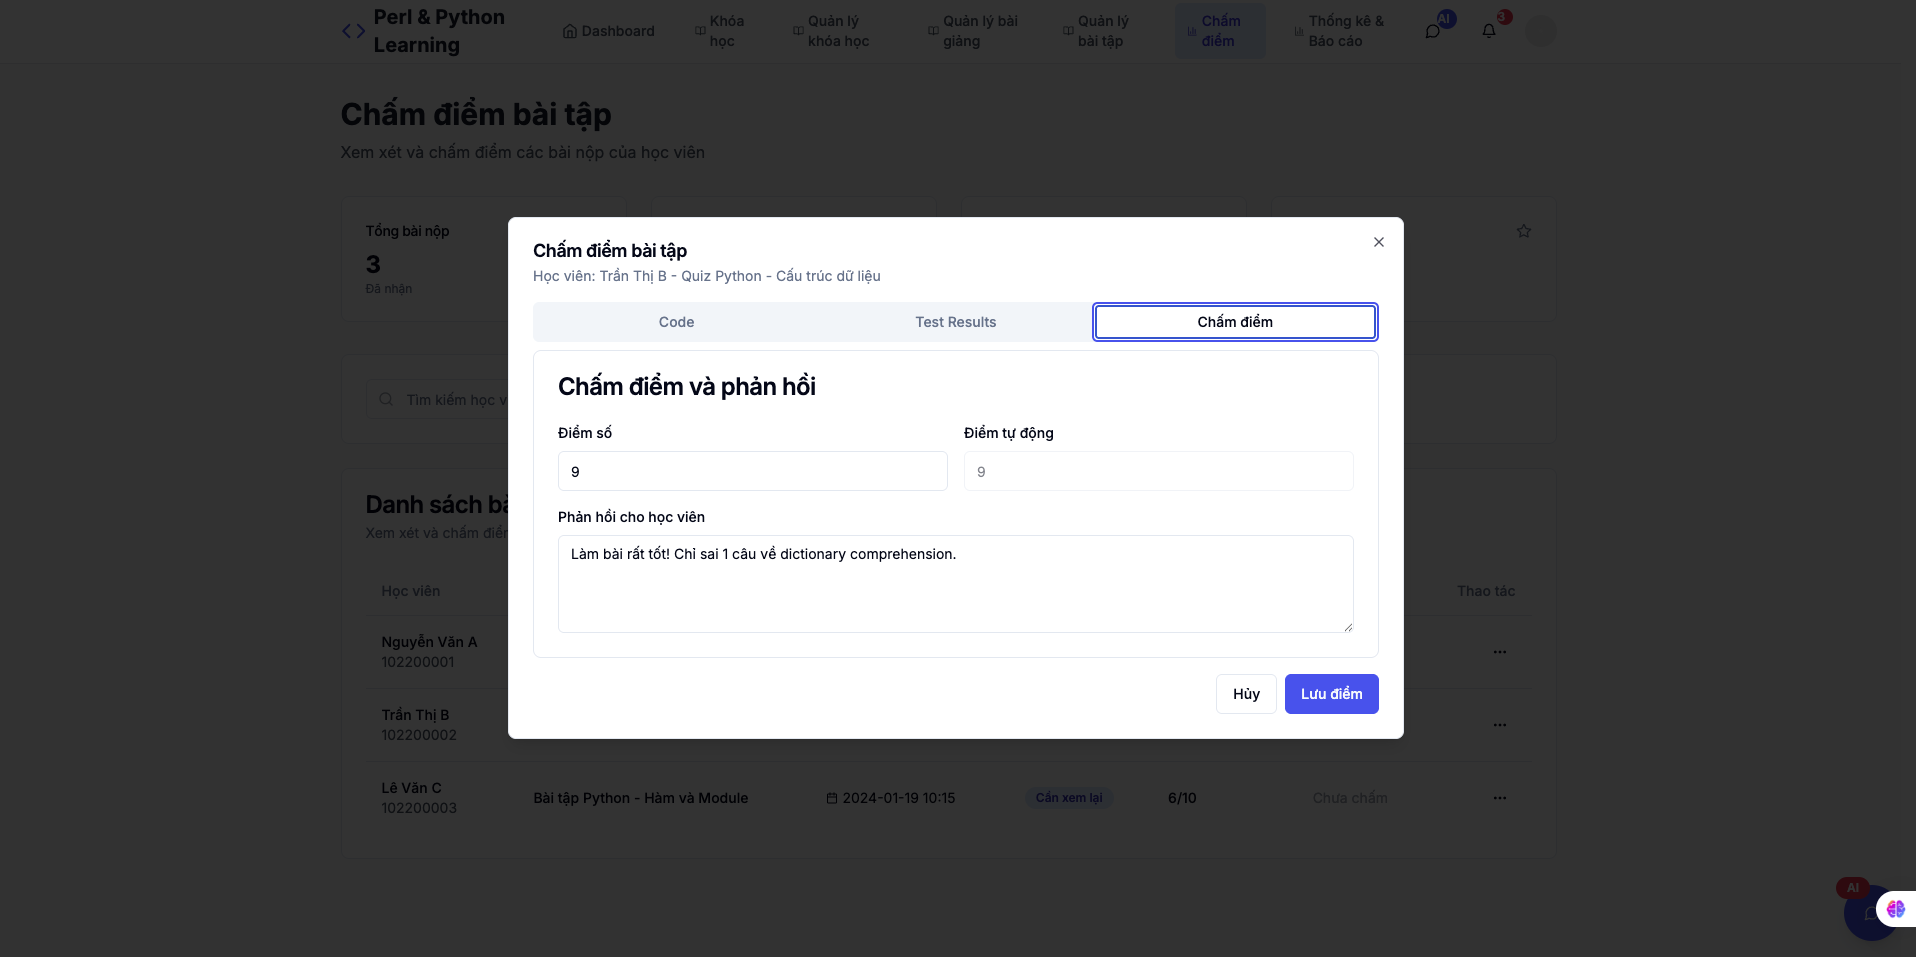 Perl & Python
Learning
Dashboard
Khóa
học
Quản lý
khóa học
Quản lý bài
giảng
Quản lý
bài tập
Chấm
điểm
Thống kê &
Báo cáo
AI
3
Chấm điểm bài tập
Xem xét và chấm điểm các bài nộp của học viên
Tổng bài nộp
3
Đã nhận
Tìm kiếm học v
Danh sách bà
Xem xét và chấm điểm
Học viên
Thao tác
Nguyễn Văn A
102200001
Trần Thị B
102200002
Lê Văn C
102200003
Bài tập Python - Hàm và Module
2024-01-19 10:15
Cần xem lại
6/10
Chưa chấm
Chấm điểm bài tập
Học viên: Trần Thị B - Quiz Python - Cấu trúc dữ liệu
Code
Test Results
Chấm điểm
Chấm điểm và phản hồi
Điểm số
Điểm tự động
9
9
Phản hồi cho học viên
Làm bài rất tốt! Chỉ sai 1 câu về dictionary comprehension.
Hủy
Lưu điểm
AI